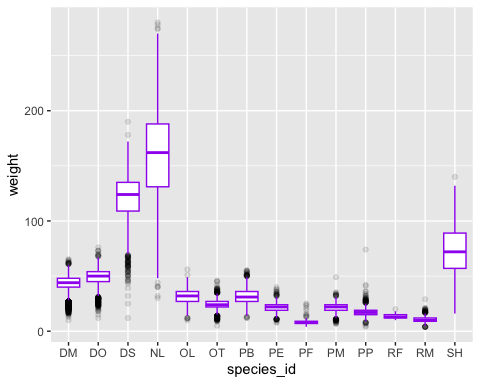 200
100
0
weight
DM DO DS NL OL OT PB PE PF PM PP RF RM SH
species_id